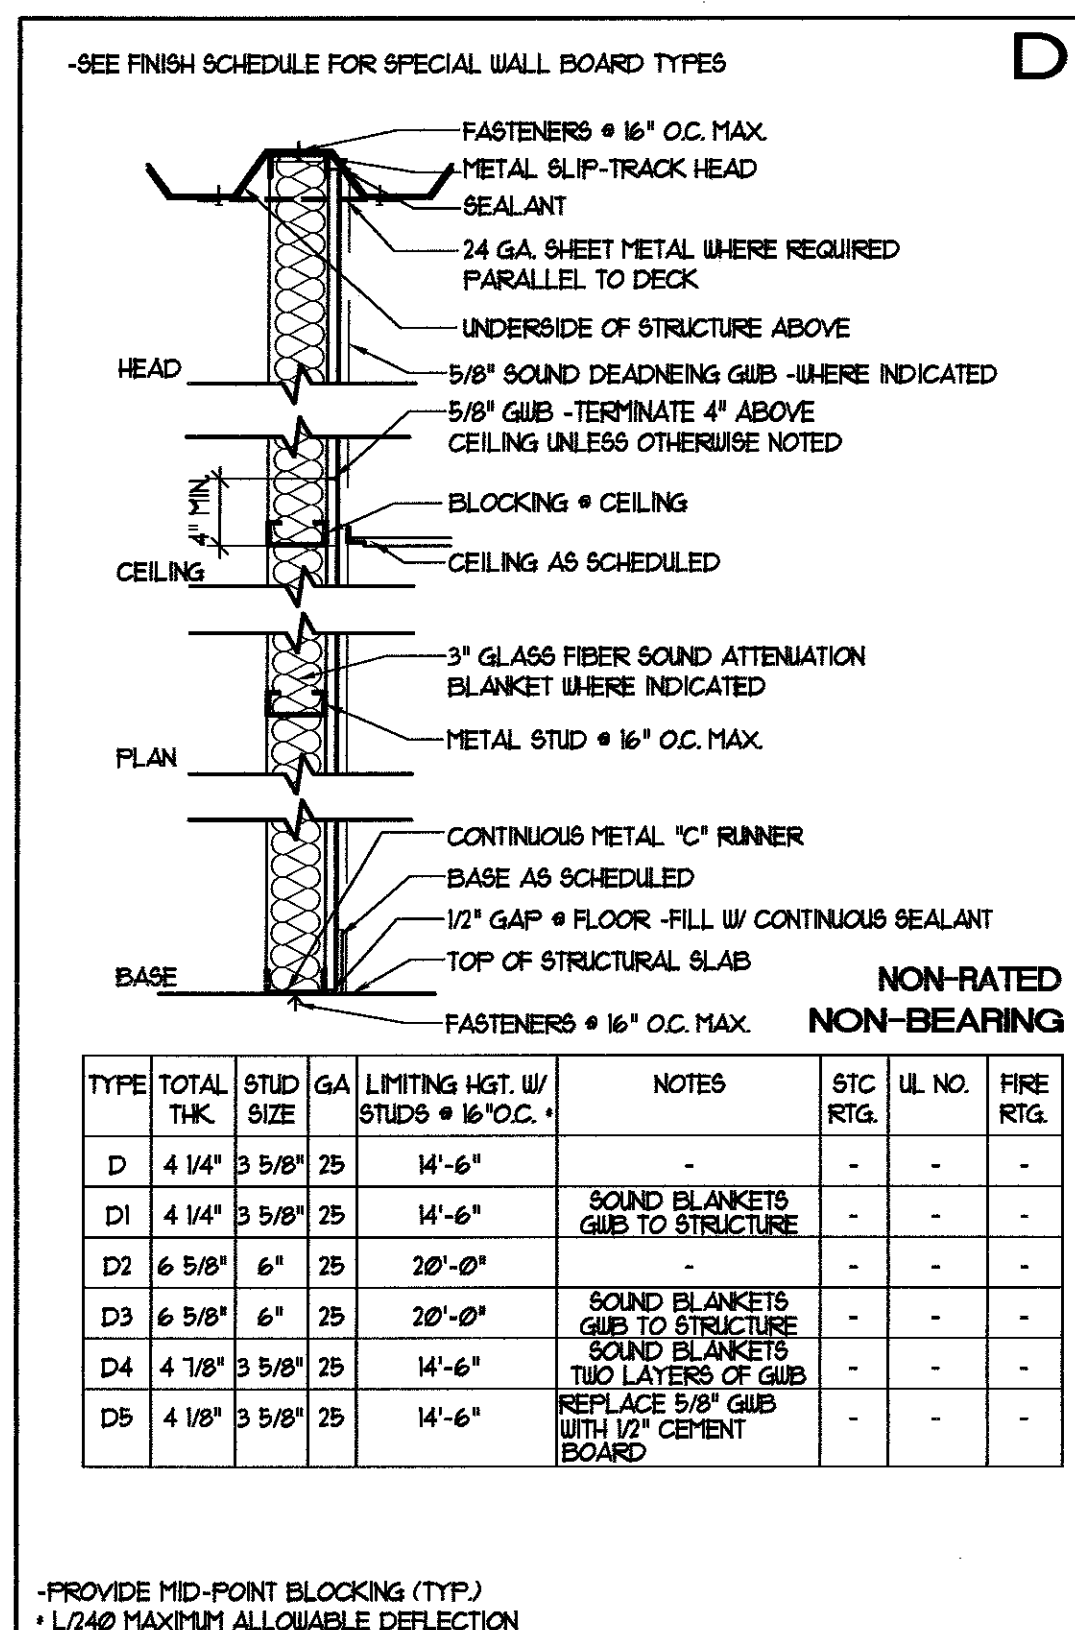 -SEE FINISH SCHEDULE FOR SPECIAL WALL BOARD TYPES
D
FASTENERS @ 16" O.C. MAX.
METAL SLIP-TRACK HEAD
SEALANT
24 GA. SHEET METAL WHERE REQUIRED
PARALLEL TO DECK
UNDERSIDE OF STRUCTURE ABOVE
HEAD
5/8" SOUND DEADNEING GWB -WHERE INDICATED
5/8" GWB -TERMINATE 4" ABOVE
CEILING UNLESS OTHERWISE NOTED
4" MIN.
BLOCKING @ CEILING
CEILING AS SCHEDULED
CEILING
3" GLASS FIBER SOUND ATTENUATION
BLANKET WHERE INDICATED
METAL STUD @ 16" O.C. MAX.
PLAN
CONTINUOUS METAL "C" RUNNER
BASE AS SCHEDULED
1/2" GAP @ FLOOR -FILL W/ CONTINUOUS SEALANT
TOP OF STRUCTURAL SLAB
BASE
FASTENERS @ 16" O.C. MAX.
NON-RATED
NON-BEARING
TYPE TOTAL THK. STUD SIZE GA LIMITING HGT. W/ STUDS @ 16"O.C. * NOTES STC RTG. UL NO. FIRE RTG.
D 4 1/4" 3 5/8" 25 14'-6" - - - -
D1 4 1/4" 3 5/8" 25 14'-6" SOUND BLANKETS GWB TO STRUCTURE - - -
D2 6 5/8" 6" 25 20'-0" - - - -
D3 6 5/8" 6" 25 20'-0" SOUND BLANKETS GWB TO STRUCTURE - - -
D4 4 7/8" 3 5/8" 25 14'-6" SOUND BLANKETS TWO LAYERS OF GWB - - -
D5 4 1/8" 3 5/8" 25 14'-6" REPLACE 5/8" GWB WITH 1/2" CEMENT BOARD - - -
-PROVIDE MID-POINT BLOCKING (TYP.)
* L/240 MAXIMUM ALLOWABLE DEFLECTION